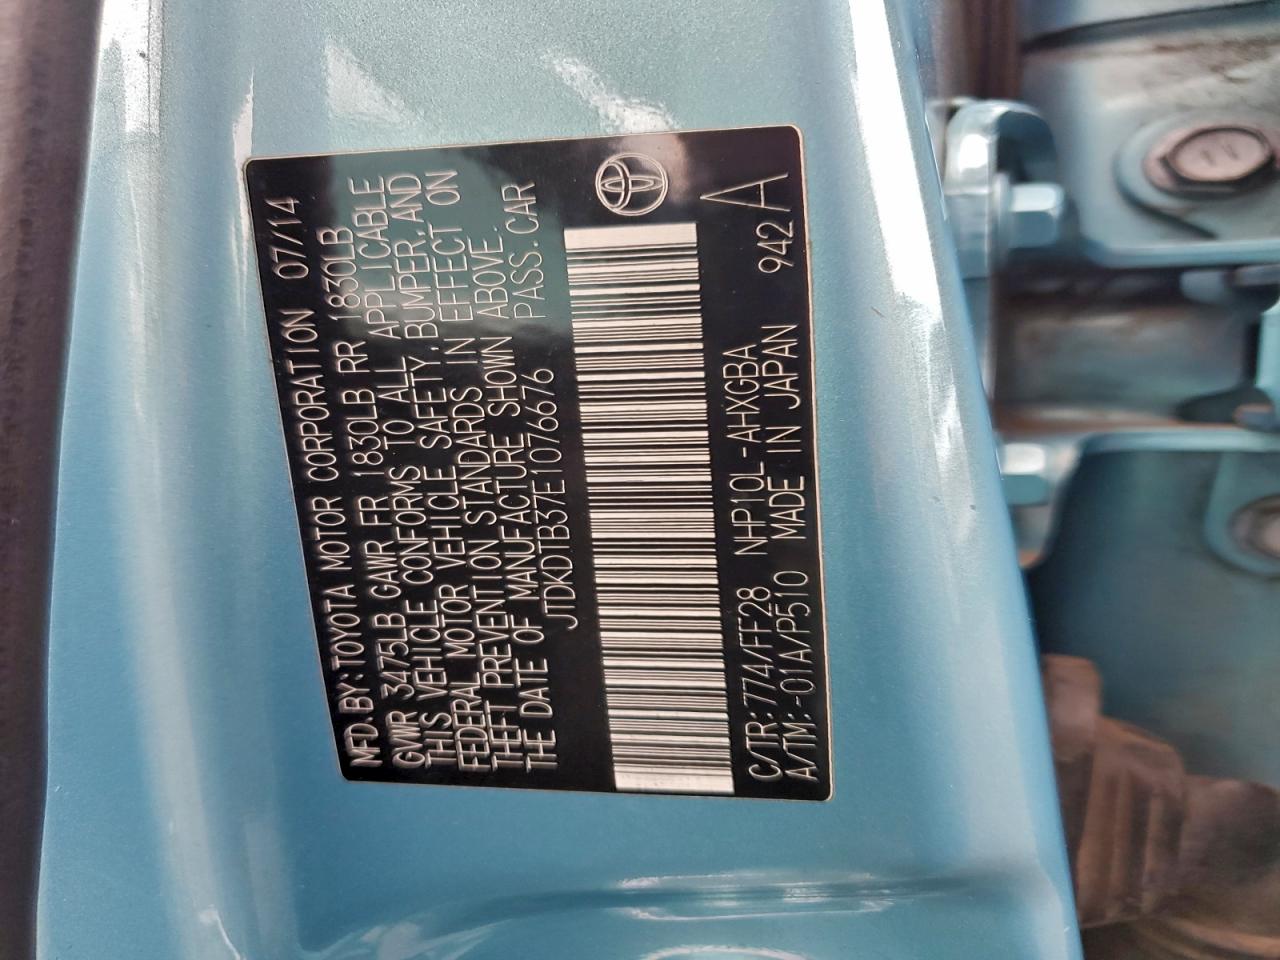 MFD.BY:TOYOTA MOTOR CORPORATION 07/14
GVWR 3475LB GAWR FR 1830LB RR 1830LB
THIS VEHICLE CONFORMS TO ALL APPLICABLE
FEDERAL MOTOR VEHICLE SAFETY, BUMPER, AND
THEFT PREVENTION STANDARDS IN EFFECT ON
THE DATE OF MANUFACTURE SHOWN ABOVE.
JTDKDTB37E1076676 PASS.CAR
C/TR:774/FF28 NHP10L-AHXGBA
A/TM:-01A/P510 MADE IN JAPAN 942A